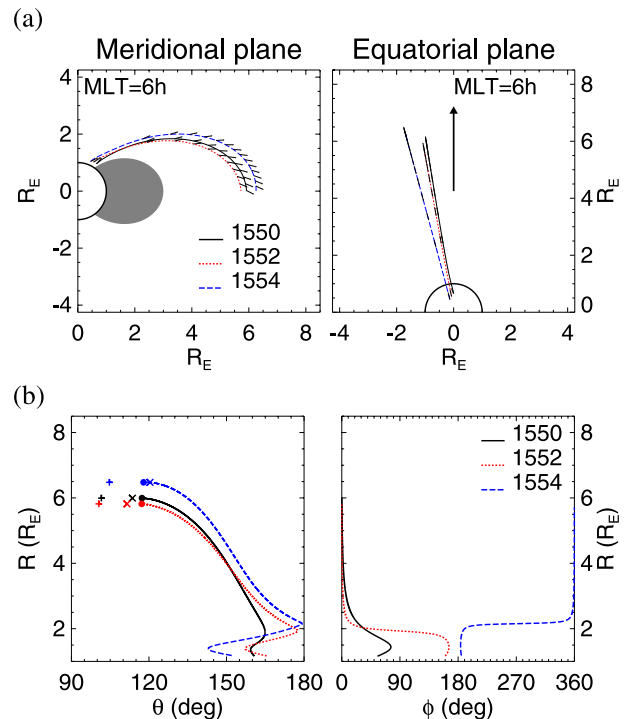 (a)
Meridional plane
Equatorial plane
MLT=6h
MLT=6h
4
2
0
-2
-4
R_E
1550
1552
1554
0 2 4 6 8
R_E
8
6
4
2
0
R_E
-4 -2 0 2 4
R_E
(b)
8
6
4
2
R (R_E)
90 120 150 180
θ (deg)
1550
1552
1554
8
6
4
2
R (R_E)
0 90 180 270 360
ϕ (deg)